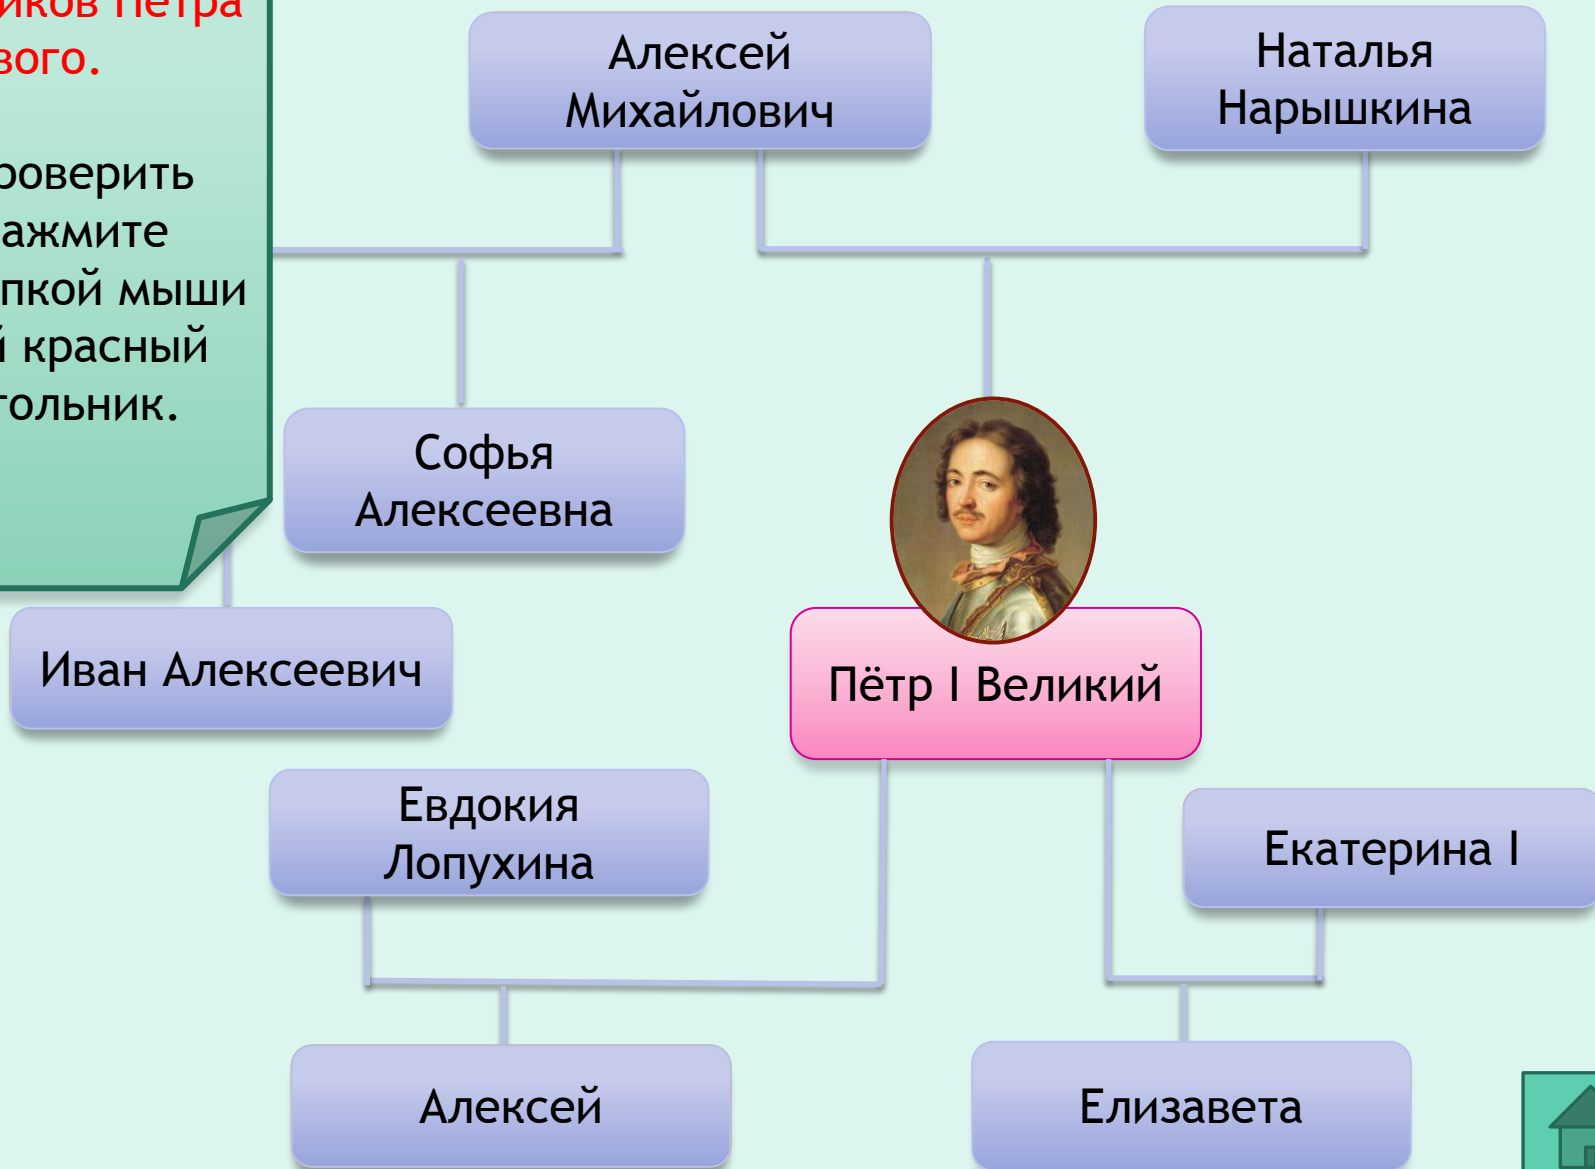 иков Петра
вого.
роверить
ажмите
пкой мыши
й красный
гольник.
Алексей
Михайлович
Наталья
Нарышкина
Софья
Алексеевна
Иван Алексеевич
Пётр I Великий
Евдокия
Лопухина
Екатерина I
Алексей
Елизавета